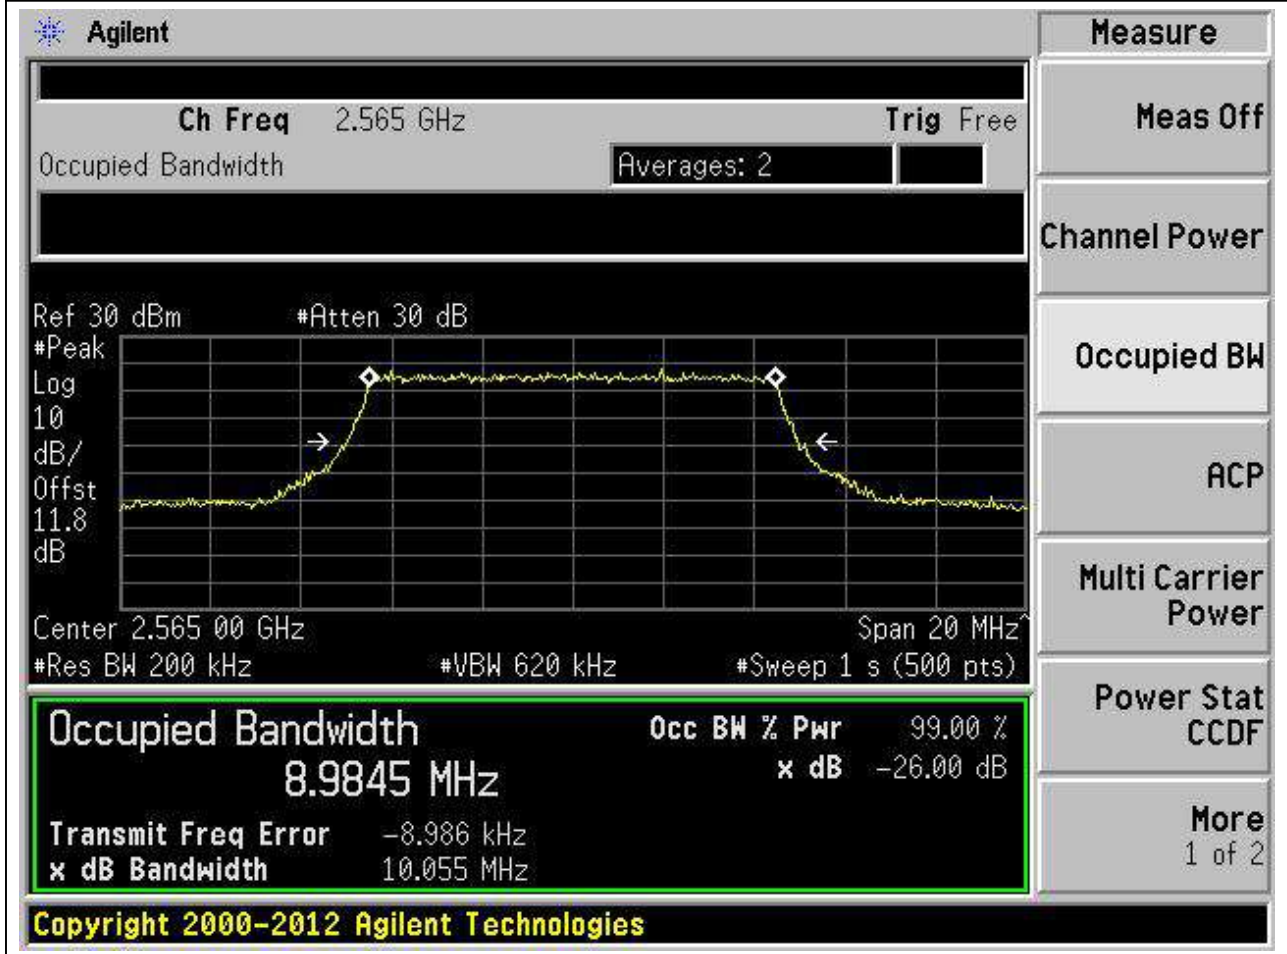 Agilent
Measure
Ch Freq 2.565 GHz Trig Free
Occupied Bandwidth Averages: 2
Meas Off
Channel Power
Occupied BW
ACP
Multi Carrier
Power
Power Stat
CCDF
More
1 of 2
Ref 30 dBm #Atten 30 dB
#Peak
Log
10
dB/
Offst
11.8
dB
Center 2.565 00 GHz Span 20 MHz^
#Res BW 200 kHz #VBW 620 kHz #Sweep 1 s (500 pts)
Occupied Bandwidth Occ BW % Pwr 99.00 %
8.9845 MHz x dB -26.00 dB
Transmit Freq Error -8.986 kHz
x dB Bandwidth 10.055 MHz
Copyright 2000-2012 Agilent Technologies